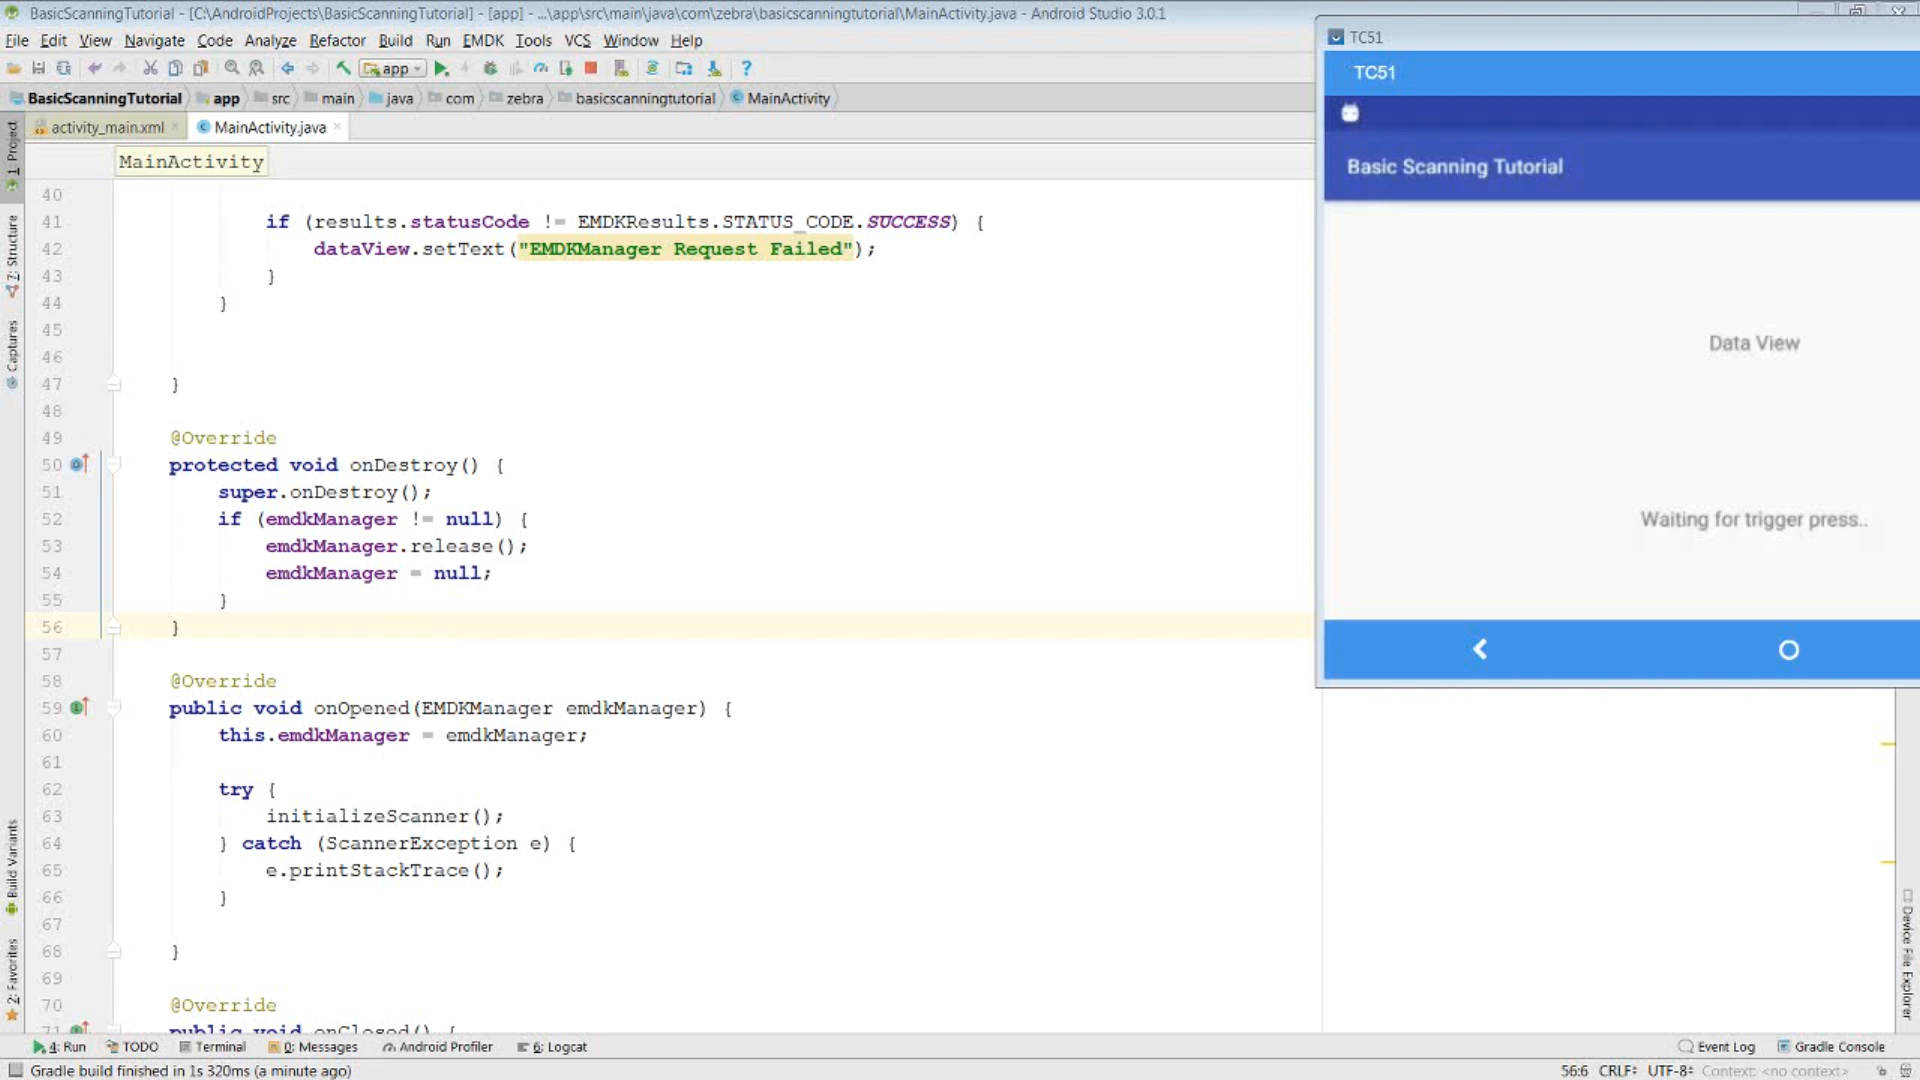 BasicScanningTutorial - [C:\AndroidProjects\BasicScanningTutorial] - [app] - ...\app\src\main\java\com\zebra\basicscanningtutorial\MainActivity.java - Android Studio 3.0.1
File Edit View Navigate Code Analyze Refactor Build Run EMDK Tools VCS Window Help
app
BasicScanningTutorial app src main java com zebra basicscanningtutorial MainActivity
activity_main.xml MainActivity.java
MainActivity
1: Project
7: Structure
Captures
Build Variants
2: Favorites
40
41 if (results.statusCode != EMDKResults.STATUS_CODE.SUCCESS) {
42 dataView.setText("EMDKManager Request Failed");
43 }
44 }
45
46
47 }
48
49 @Override
50 protected void onDestroy() {
51 super.onDestroy();
52 if (emdkManager != null) {
53 emdkManager.release();
54 emdkManager = null;
55 }
56 }
57
58 @Override
59 public void onOpened(EMDKManager emdkManager) {
60 this.emdkManager = emdkManager;
61
62 try {
63 initializeScanner();
64 } catch (ScannerException e) {
65 e.printStackTrace();
66 }
67
68 }
69
70 @Override
71 public void onClosed() {
TC51
TC51
Basic Scanning Tutorial
Data View
Waiting for trigger press..
Device File Explorer
4: Run TODO Terminal 0: Messages Android Profiler 6: Logcat Event Log Gradle Console
Gradle build finished in 1s 320ms (a minute ago) 56:6 CRLF UTF-8 Context: <no context>